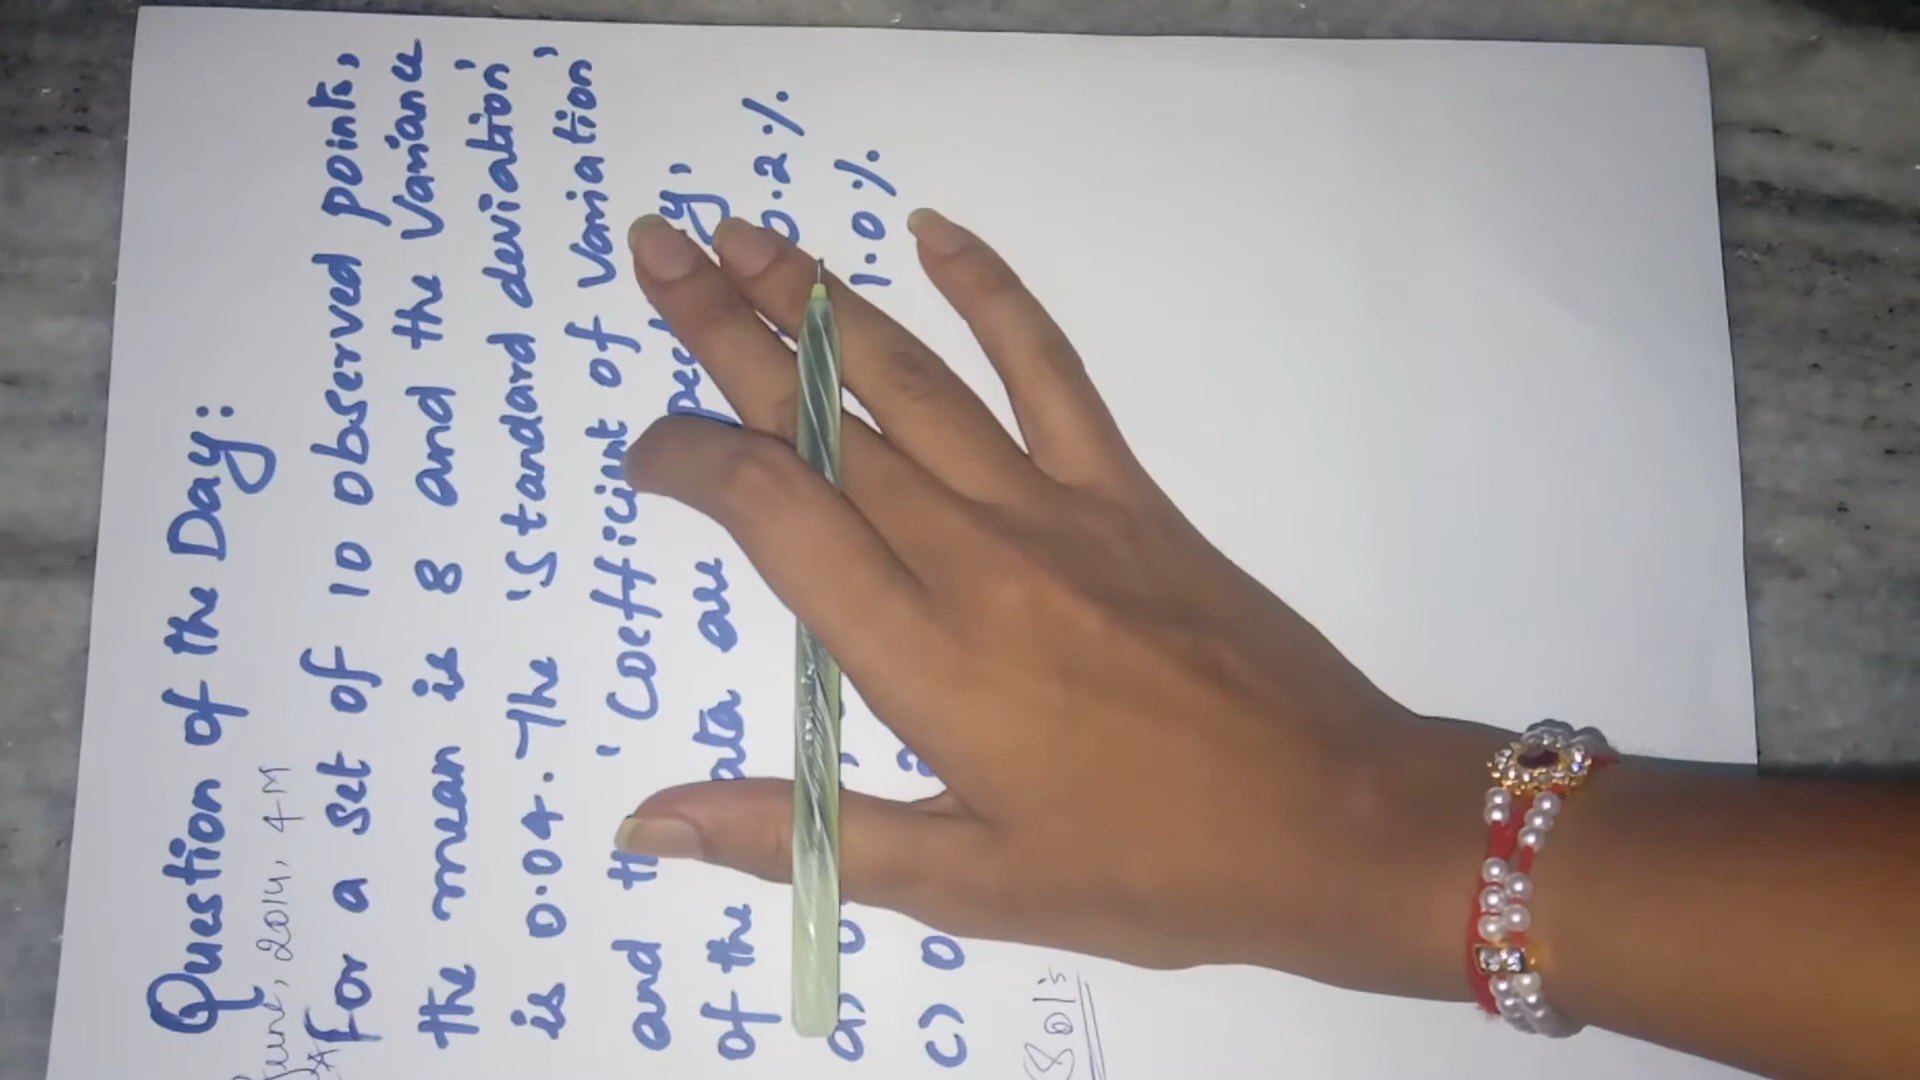 Question of the Day:
June, 2014, 4M
For a set of 10 observed points,
the mean is 8 and the Variance
is 0.04. The 'Standard deviation'
and the 'Coefficient of Variation'
of the data are
a) 0.2%
c) 0 1.0%
Sol: